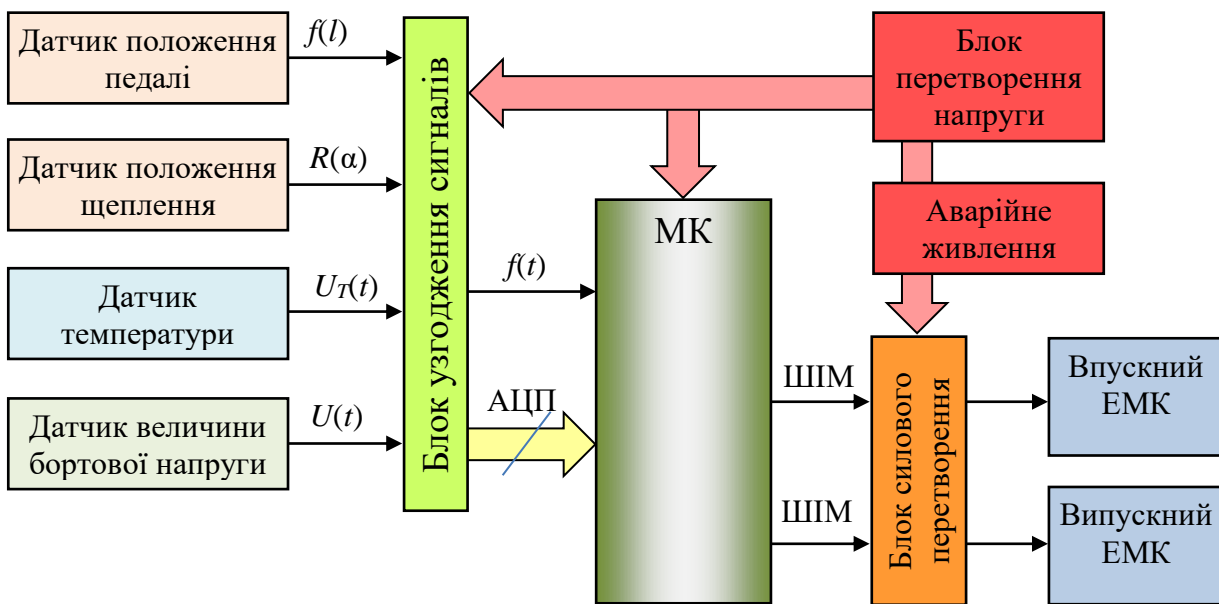 Датчик положення
педалі
f(l)
Датчик положення
щеплення
R(α)
Датчик
температури
U_T(t)
Датчик величини
бортової напруги
U(t)
Блок узгодження сигналів
f(t)
АЦП
МК
ШІМ
ШІМ
Блок
перетворення
напруги
Аварійне
живлення
Блок силового
перетворення
Впускний
ЕМК
Випускний
ЕМК